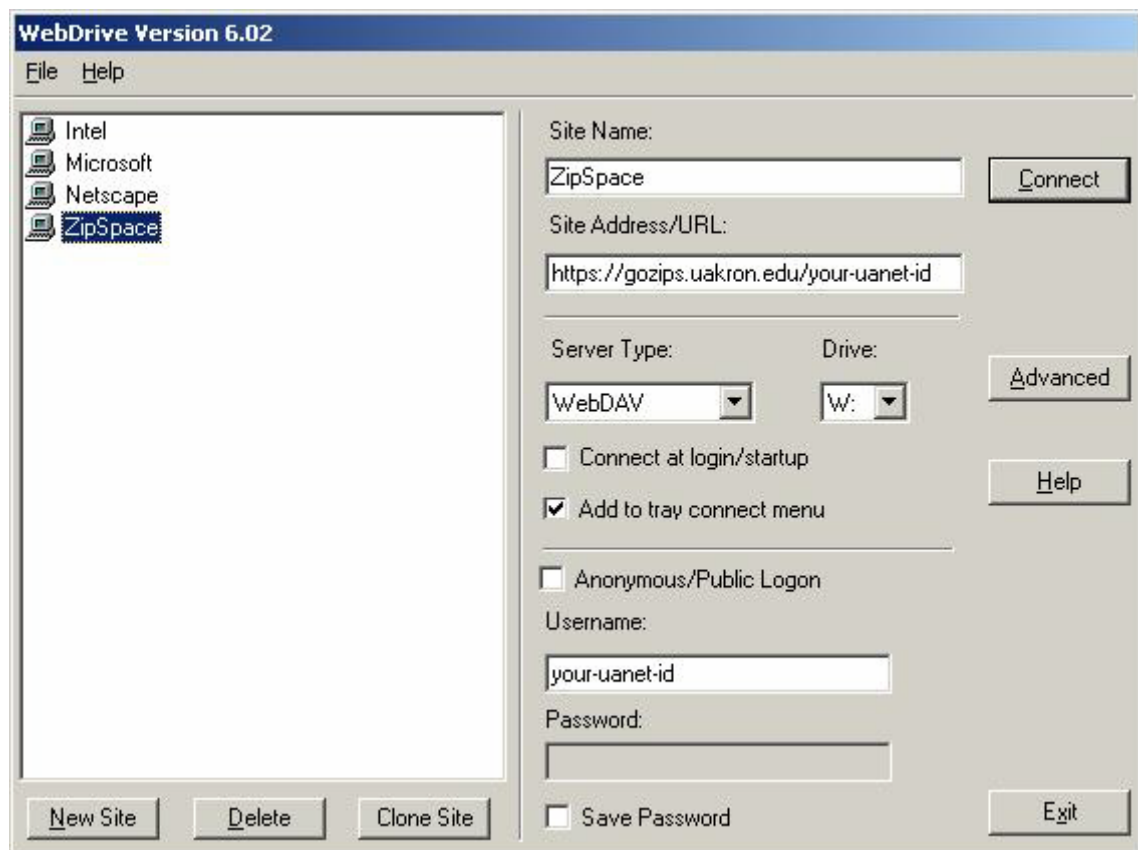 WebDrive Version 6.02
File Help
Intel
Microsoft
Netscape
ZipSpace
New Site Delete Clone Site
Site Name:
ZipSpace
Connect
Site Address/URL:
https://gozips.uakron.edu/your-uanet-id
Server Type: Drive:
WebDAV W:
Advanced
Connect at login/startup
Help
Add to tray connect menu
Anonymous/Public Logon
Username:
your-uanet-id
Password:
Save Password
Exit